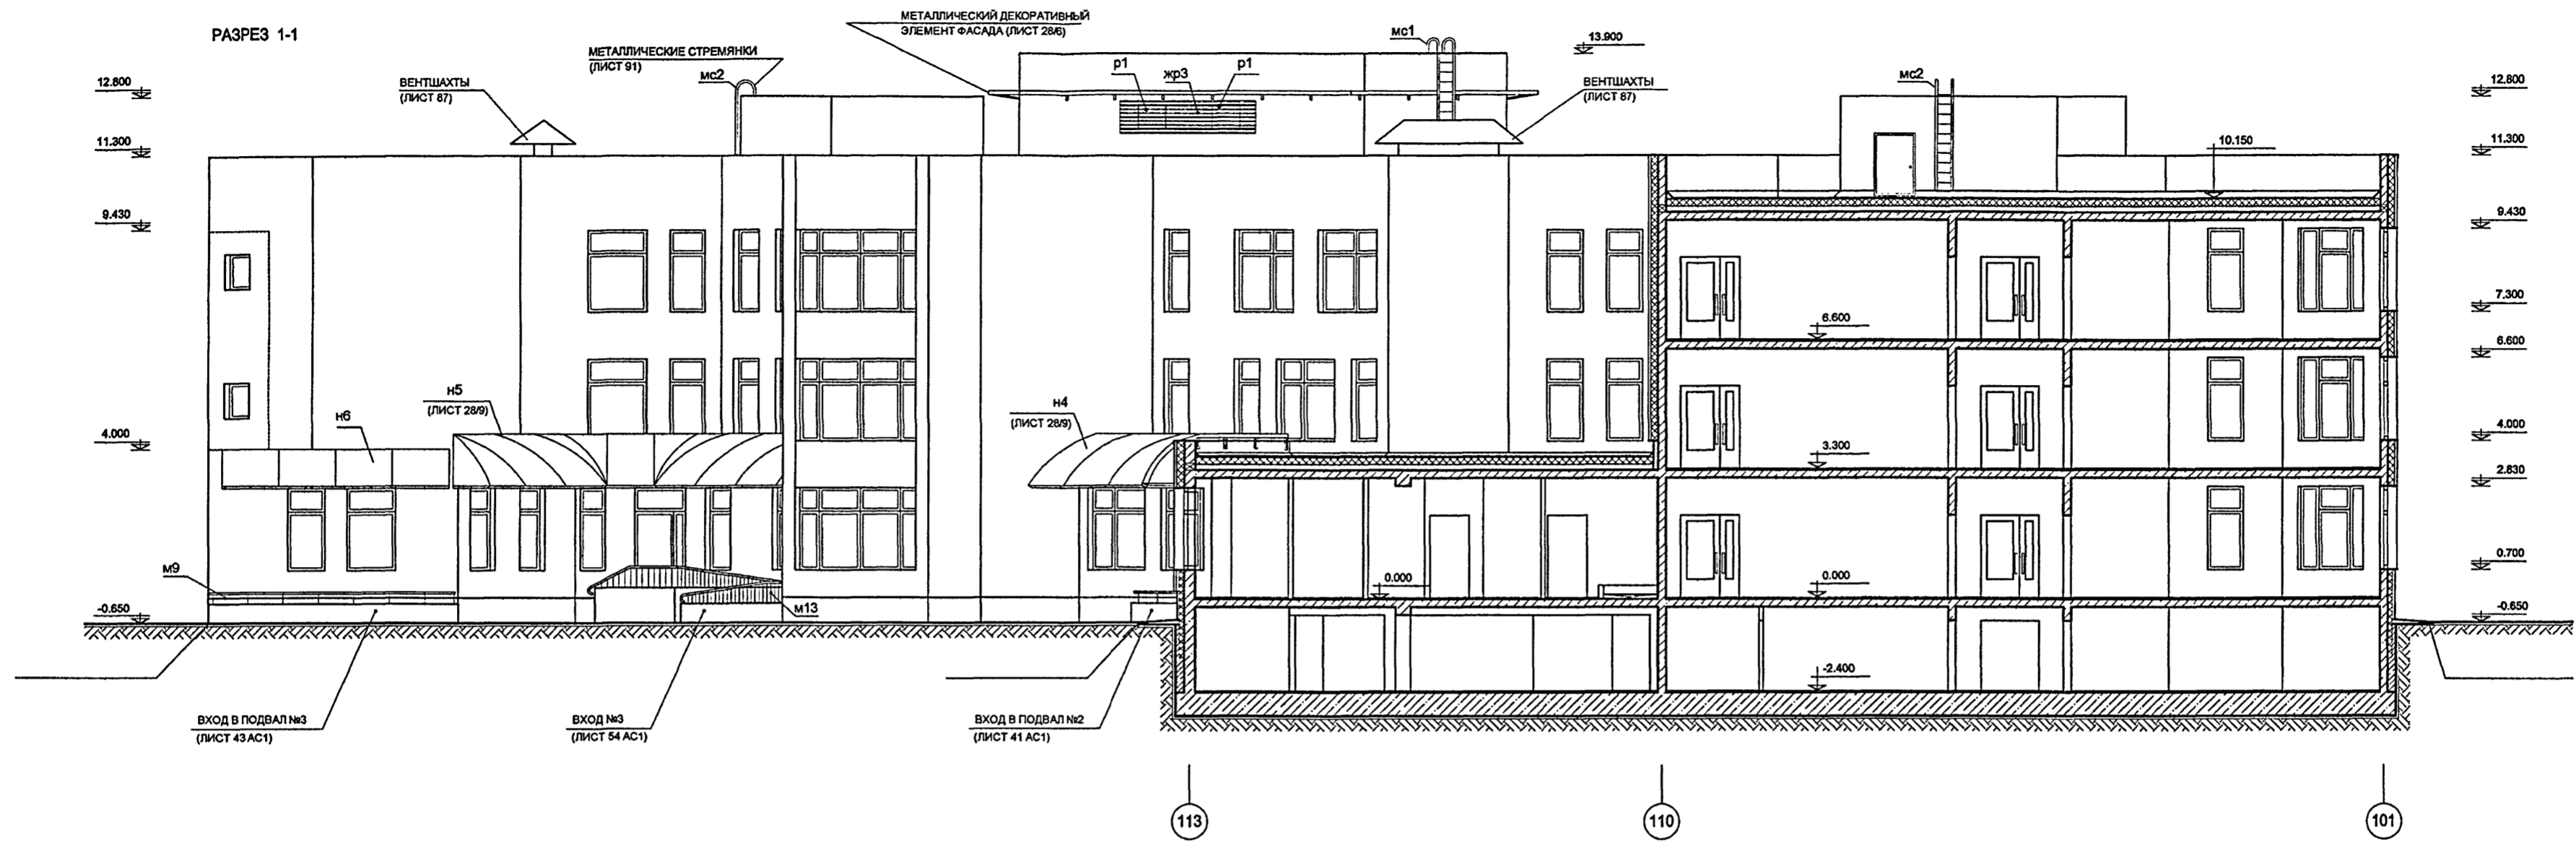 РАЗРЕЗ 1-1
МЕТАЛЛИЧЕСКИЙ ДЕКОРАТИВНЫЙ
ЭЛЕМЕНТ ФАСАДА (ЛИСТ 28/6)
МЕТАЛЛИЧЕСКИЕ СТРЕМЯНКИ
(ЛИСТ 91)
мс2
ВЕНТШАХТЫ
(ЛИСТ 87)
мс1
13.900
р1
жр3
р1
ВЕНТШАХТЫ
(ЛИСТ 87)
мс2
12.800
11.300
9.430
4.000
-0.650
12.800
11.300
9.430
7.300
6.600
4.000
2.830
0.700
-0.650
10.150
6.600
3.300
0.000
0.000
-2.400
н6
н5
(ЛИСТ 28/9)
н4
(ЛИСТ 28/9)
м9
м13
ВХОД В ПОДВАЛ №3
(ЛИСТ 43 АС1)
ВХОД №3
(ЛИСТ 54 АС1)
ВХОД В ПОДВАЛ №2
(ЛИСТ 41 АС1)
113
110
101